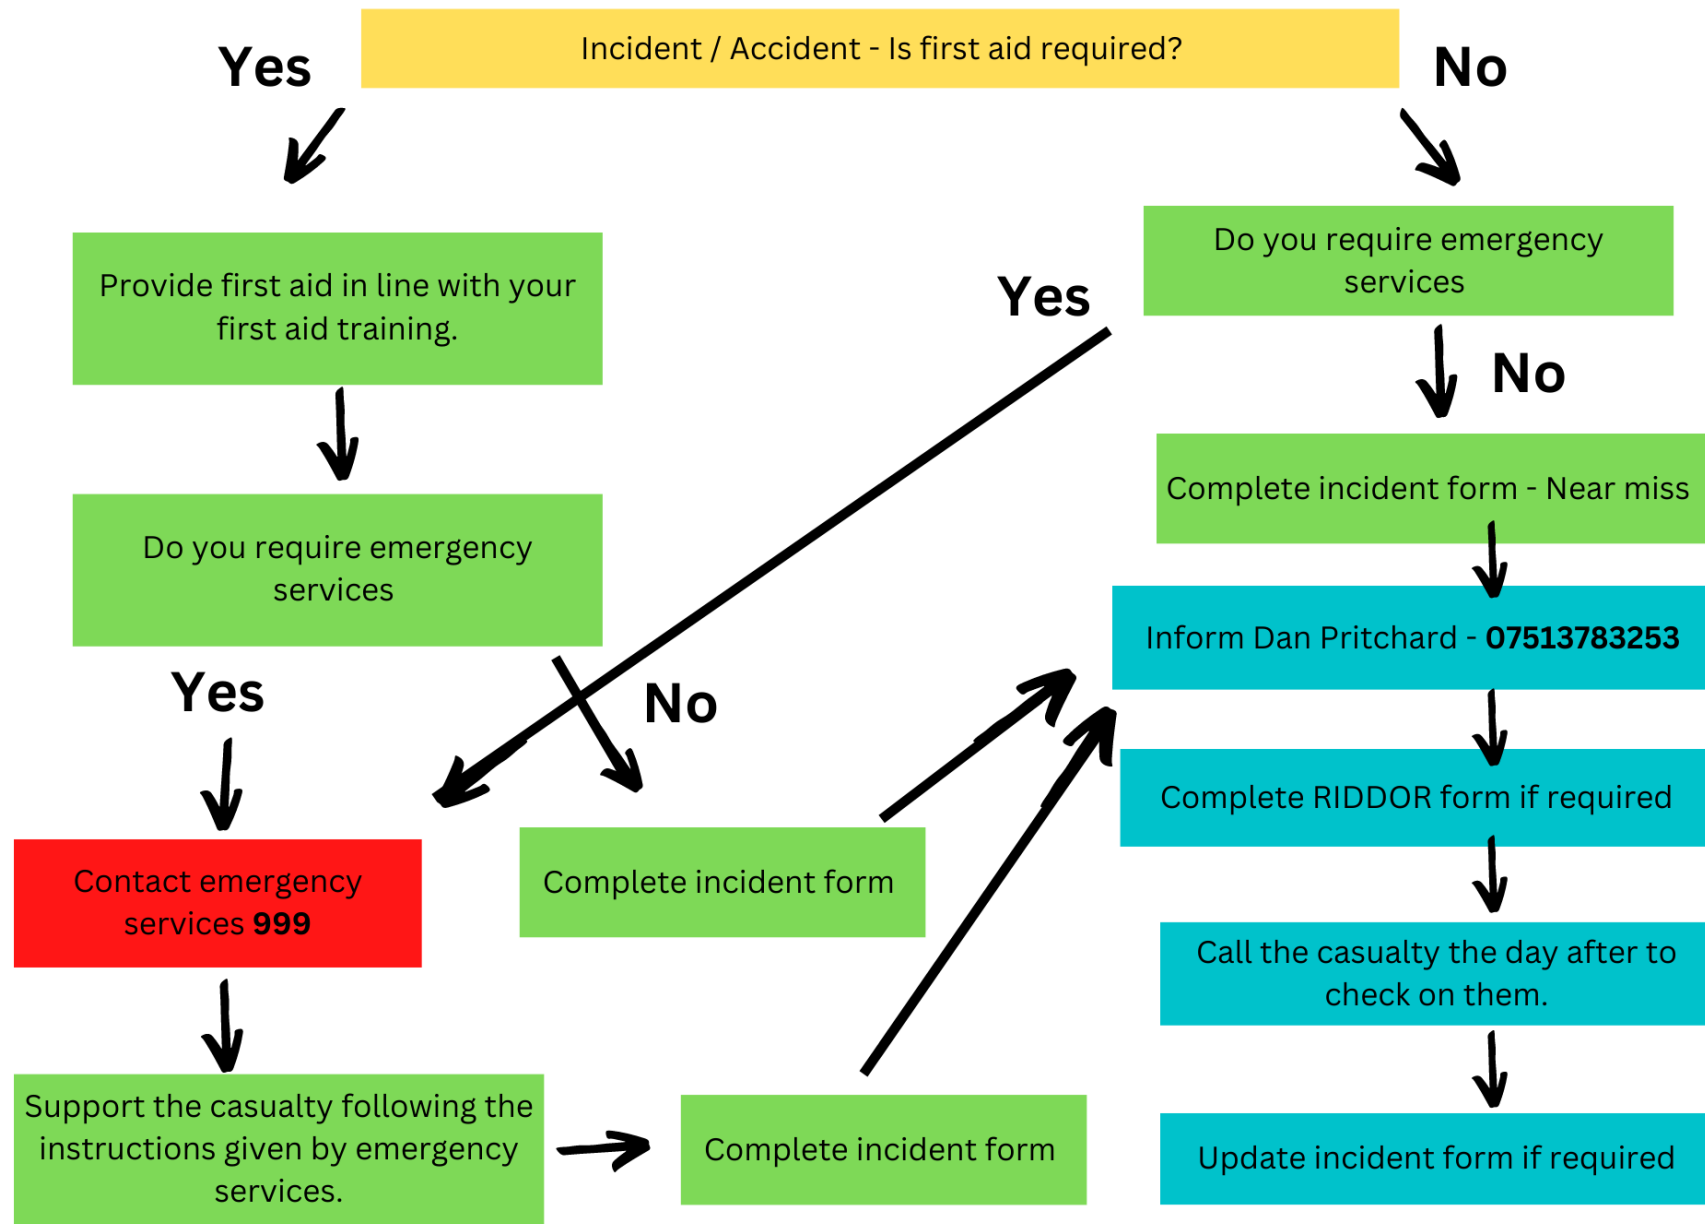 Incident / Accident - Is first aid required?
Yes
No
Provide first aid in line with your
first aid training.
Do you require emergency
services
Yes
No
Do you require emergency
services
Yes
No
Complete incident form - Near miss
Inform Dan Pritchard - 07513783253
Contact emergency
services 999
Complete incident form
Complete RIDDOR form if required
Call the casualty the day after to
check on them.
Support the casualty following the
instructions given by emergency
services.
Complete incident form
Update incident form if required